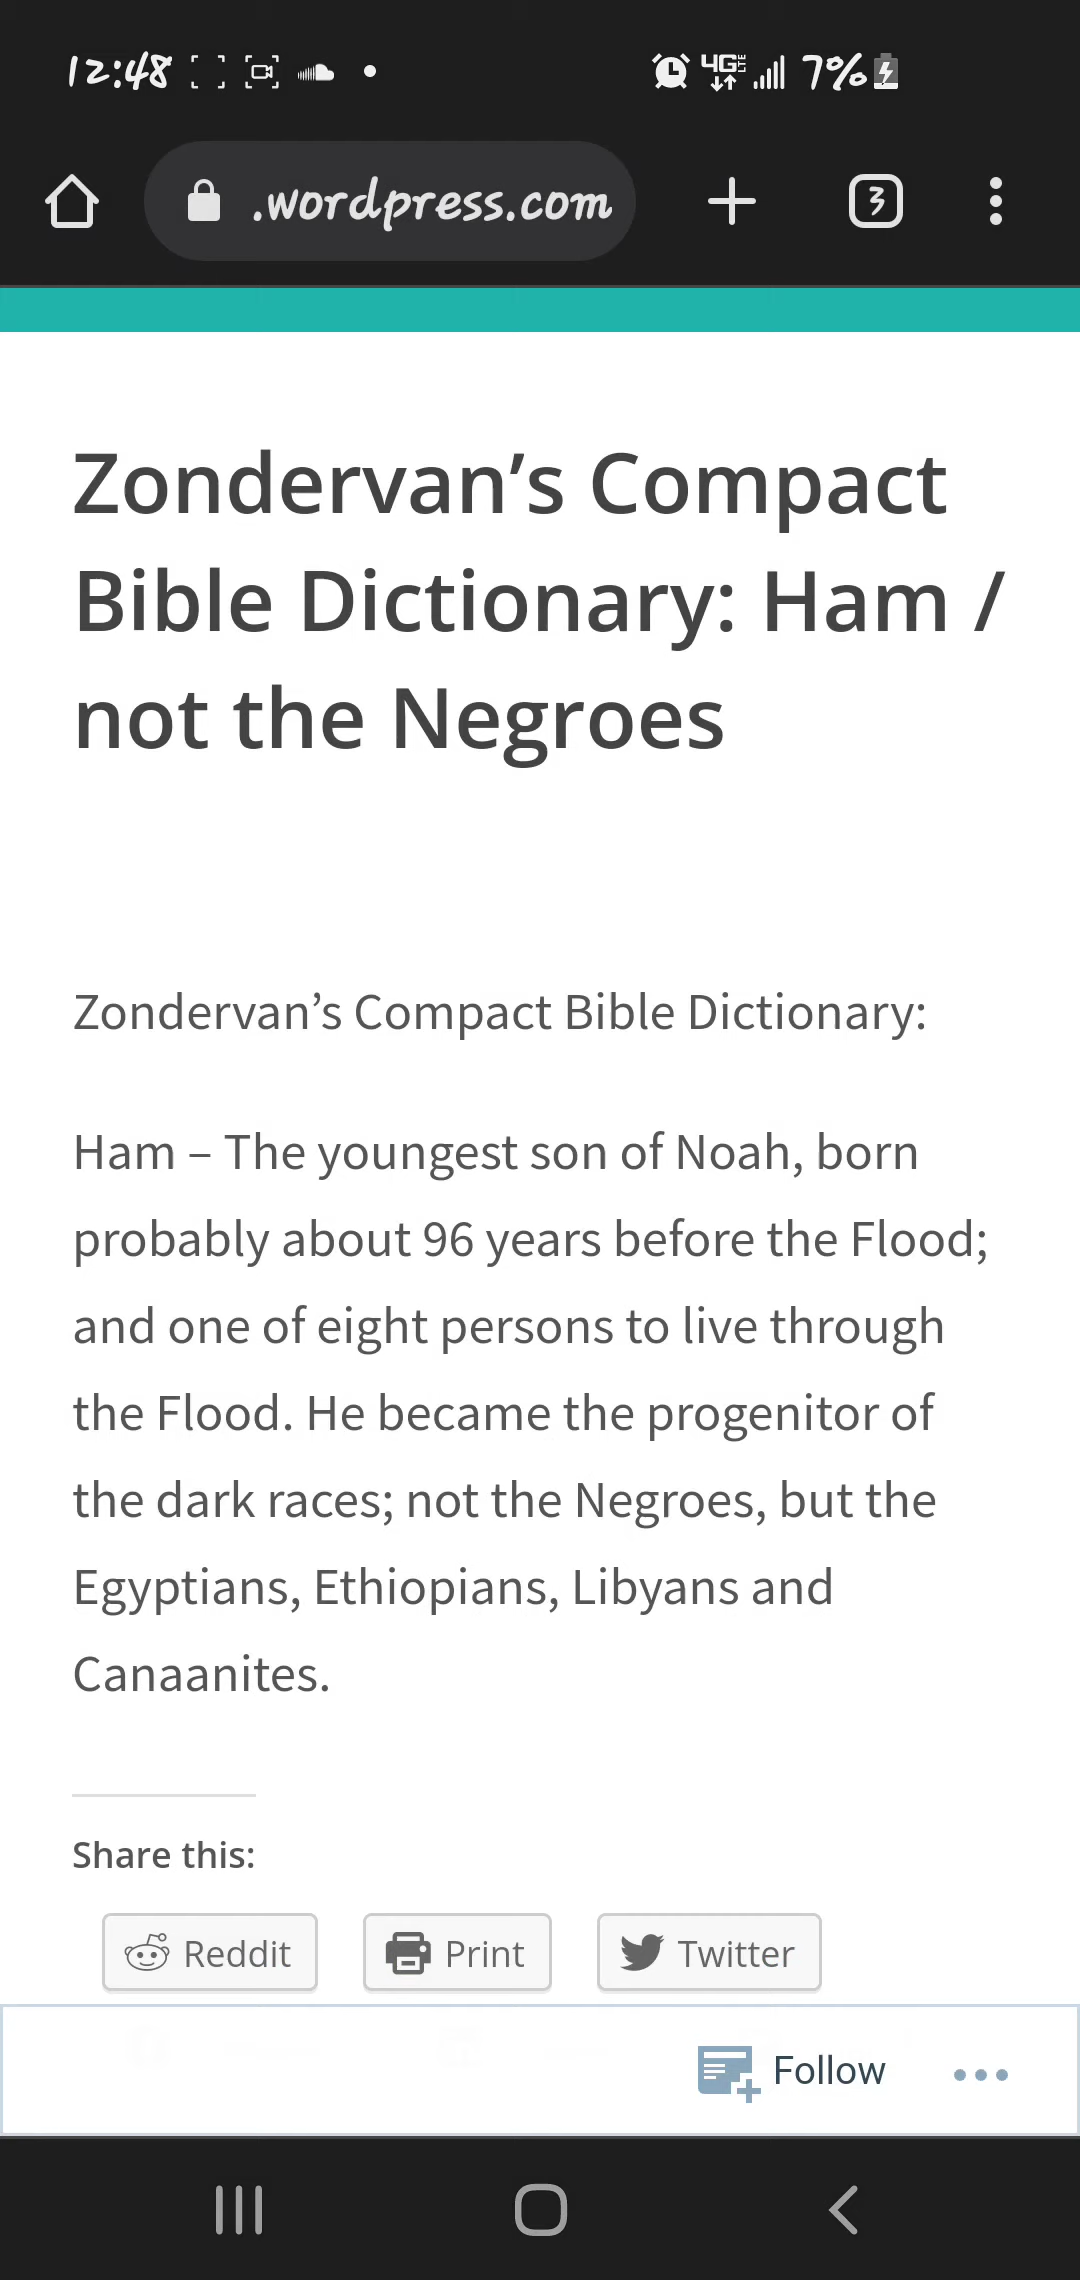 12:48
4G LTE 7%
.wordpress.com
3
Zondervan’s Compact
Bible Dictionary: Ham /
not the Negroes
Zondervan’s Compact Bible Dictionary:
Ham – The youngest son of Noah, born
probably about 96 years before the Flood;
and one of eight persons to live through
the Flood. He became the progenitor of
the dark races; not the Negroes, but the
Egyptians, Ethiopians, Libyans and
Canaanites.
Share this:
Reddit
Print
Twitter
Follow